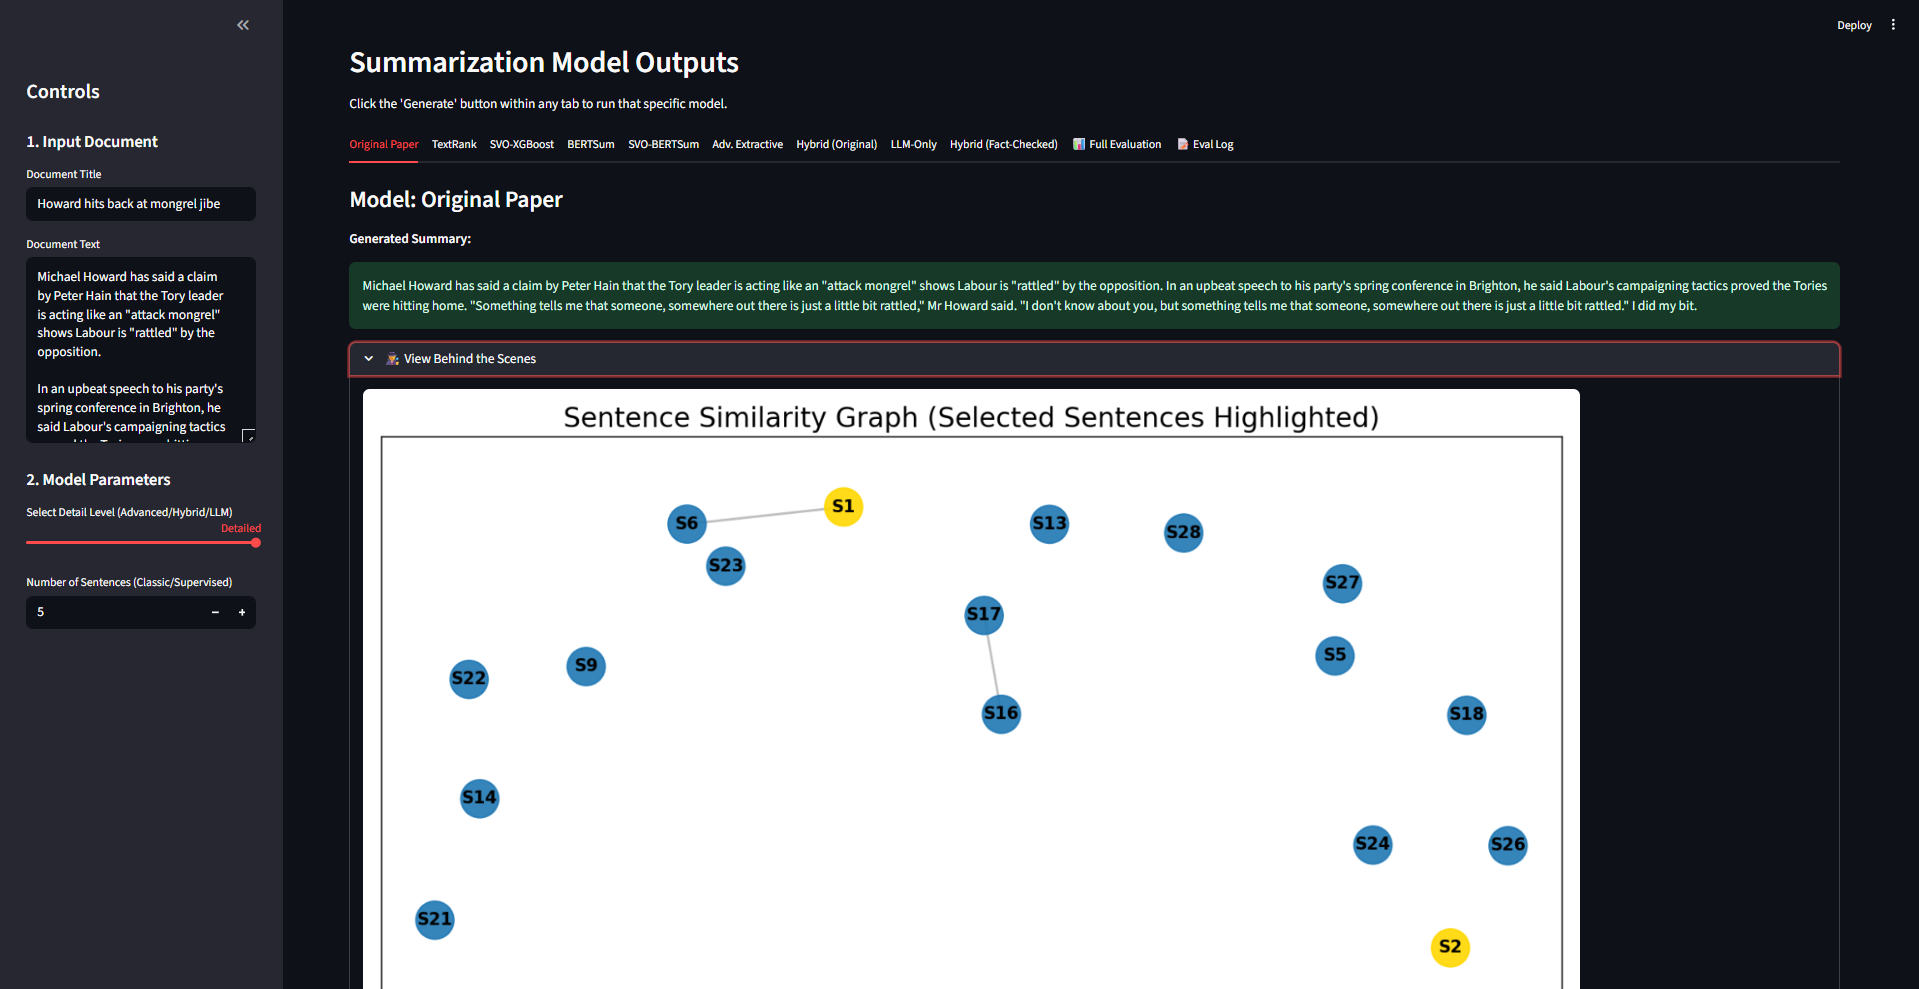 Deploy
Controls
1. Input Document
Document Title
Howard hits back at mongrel jibe
Document Text
Michael Howard has said a claim
by Peter Hain that the Tory leader
is acting like an "attack mongrel"
shows Labour is "rattled" by the
opposition.
In an upbeat speech to his party's
spring conference in Brighton, he
said Labour's campaigning tactics
2. Model Parameters
Select Detail Level (Advanced/Hybrid/LLM)
Detailed
Number of Sentences (Classic/Supervised)
5
Summarization Model Outputs
Click the 'Generate' button within any tab to run that specific model.
Original Paper TextRank SVO-XGBoost BERTSum SVO-BERTSum Adv. Extractive Hybrid (Original) LLM-Only Hybrid (Fact-Checked) Full Evaluation Eval Log
Model: Original Paper
Generated Summary:
Michael Howard has said a claim by Peter Hain that the Tory leader is acting like an "attack mongrel" shows Labour is "rattled" by the opposition. In an upbeat speech to his party's spring conference in Brighton, he said Labour's campaigning tactics proved the Tories
were hitting home. "Something tells me that someone, somewhere out there is just a little bit rattled," Mr Howard said. "I don't know about you, but something tells me that someone, somewhere out there is just a little bit rattled." I did my bit.
View Behind the Scenes
Sentence Similarity Graph (Selected Sentences Highlighted)
S1
S6
S13
S28
S23
S27
S17
S5
S9
S22
S16
S18
S14
S24
S26
S21
S2